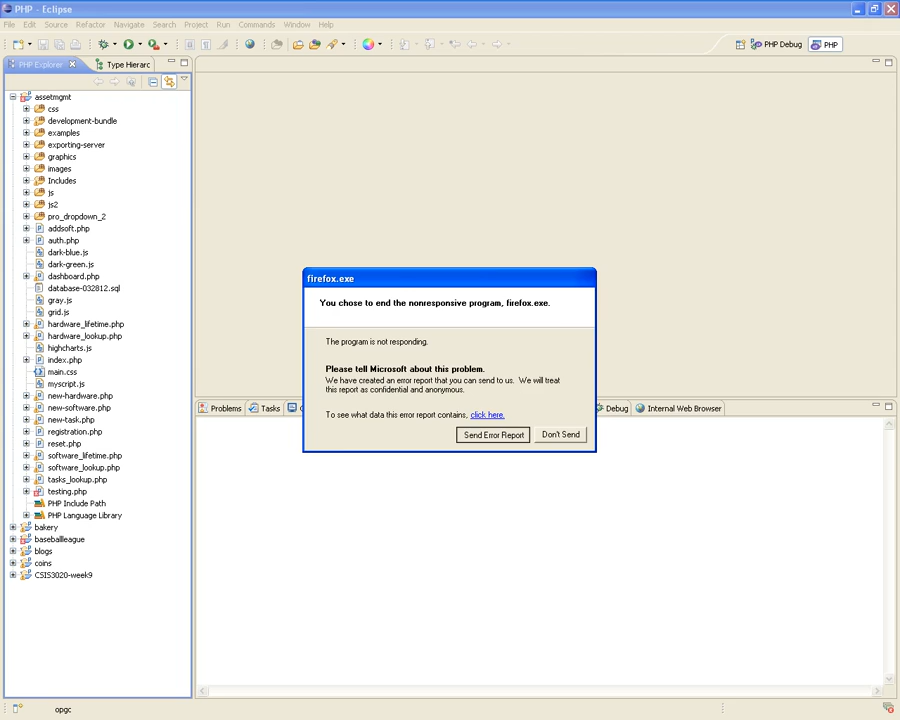 PHP - Eclipse
File Edit Source Refactor Navigate Search Project Run Commands Window Help
PHP Debug PHP
PHP Explorer Type Hierarc
assetmgmt
css
development-bundle
examples
exporting-server
graphics
images
Includes
js
js2
pro_dropdown_2
addsoft.php
auth.php
dark-blue.js
dark-green.js
dashboard.php
database-032812.sql
gray.js
grid.js
hardware_lifetime.php
hardware_lookup.php
highcharts.js
index.php
main.css
myscript.js
new-hardware.php
new-software.php
new-task.php
registration.php
reset.php
software_lifetime.php
software_lookup.php
tasks_lookup.php
testing.php
PHP Include Path
PHP Language Library
bakery
baseballleague
blogs
coins
CSIS3020-week9
firefox.exe
You chose to end the nonresponsive program, firefox.exe.
The program is not responding.
Please tell Microsoft about this problem.
We have created an error report that you can send to us. We will treat
this report as confidential and anonymous.
To see what data this error report contains, click here.
Send Error Report Don't Send
Problems Tasks Debug Internal Web Browser
opgc